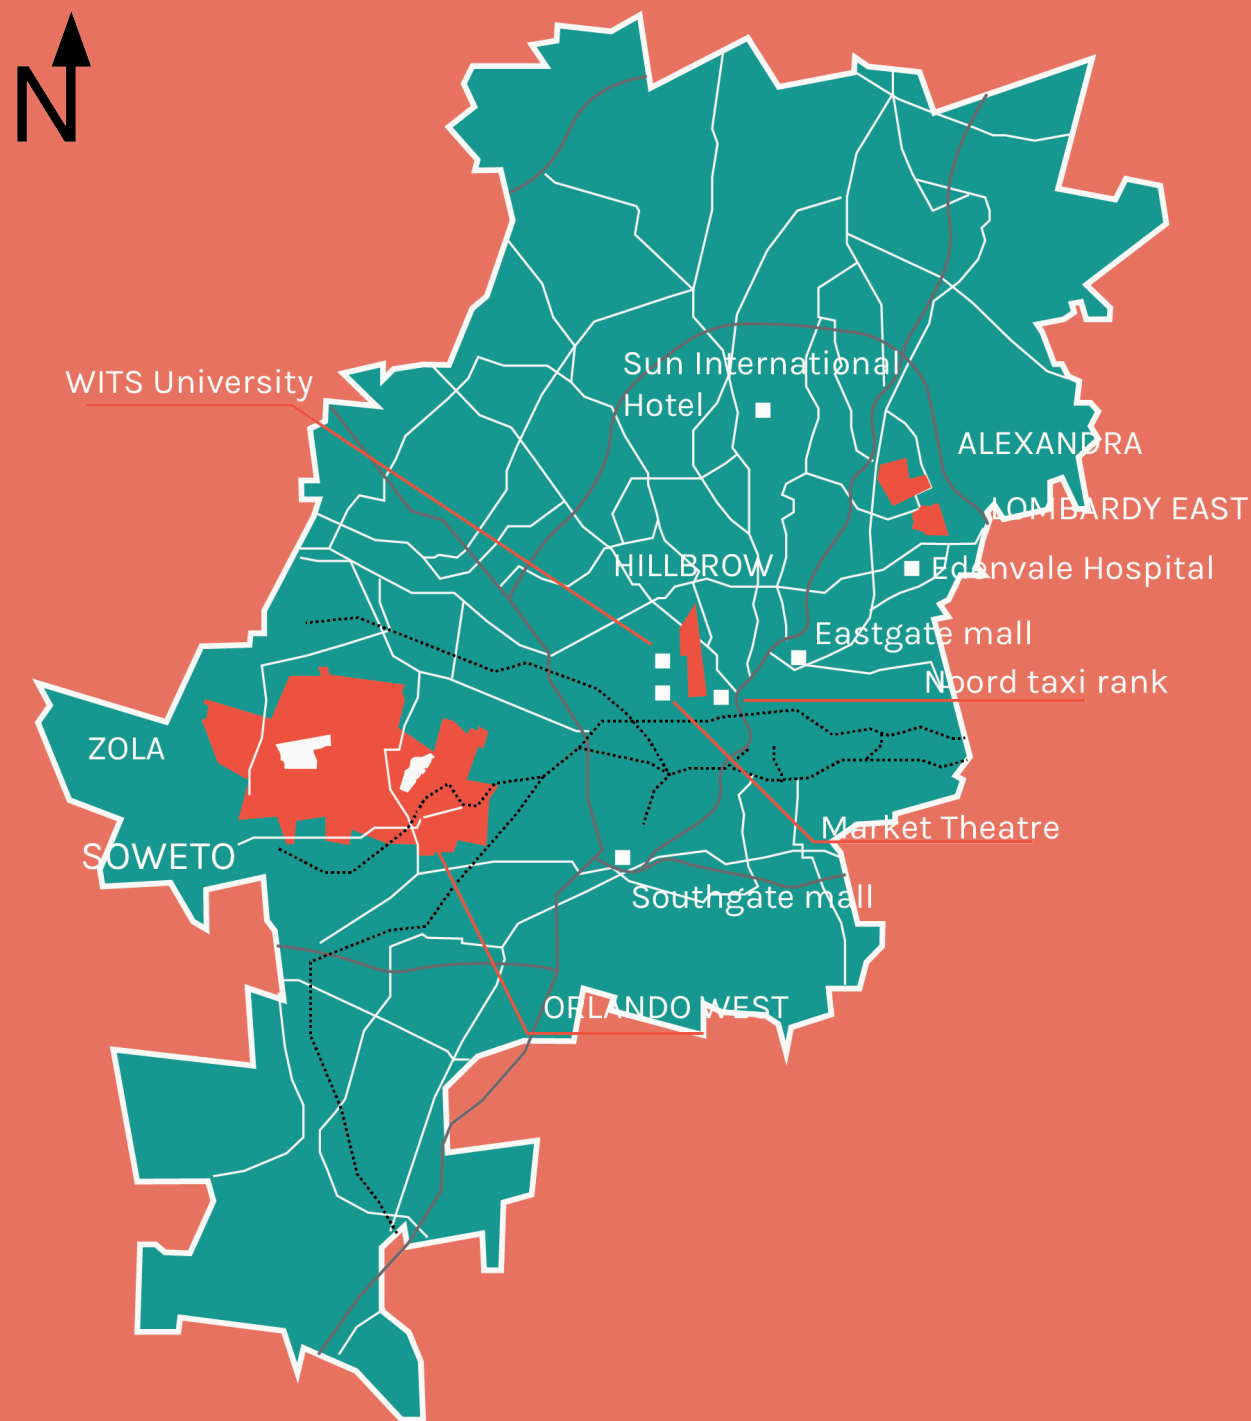 N
Sun International
Hotel
WITS University
ALEXANDRA
LOMBARDY EAST
HILLBROW
Edenvale Hospital
Eastgate mall
Noord taxi rank
ZOLA
Market Theatre
SOWETO
Southgate mall
ORLANDO WEST